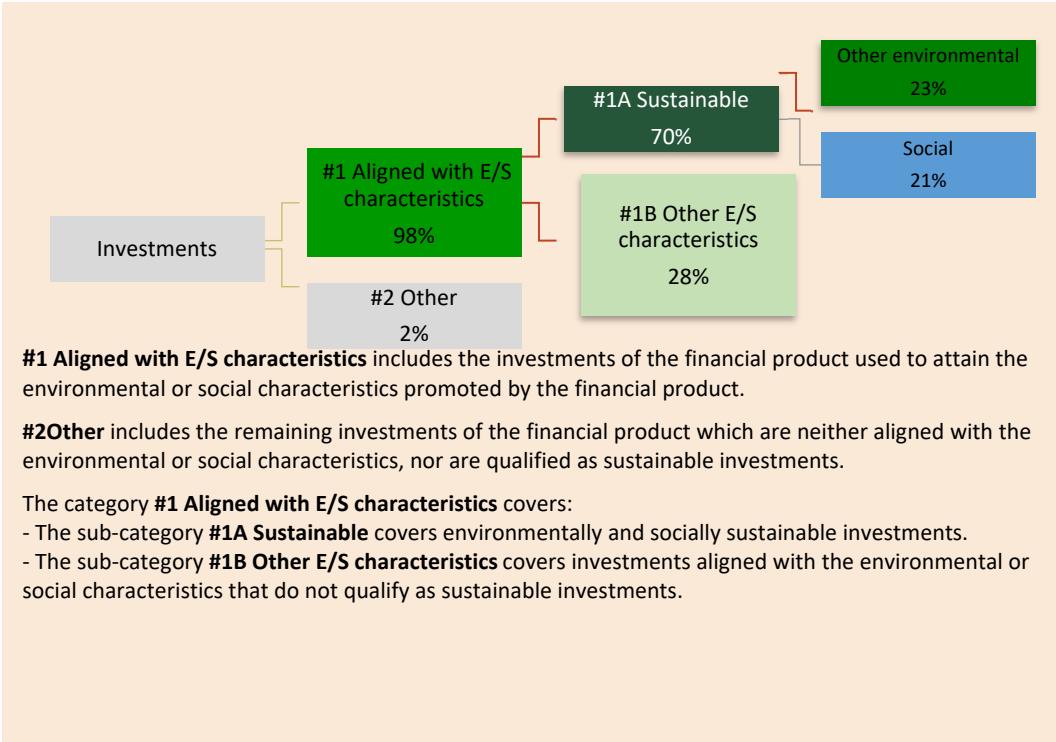 Other environmental
23%
#1A Sustainable
70%
Social
21%
#1 Aligned with E/S
characteristics
98%
#1B Other E/S
characteristics
28%
Investments
#2 Other
2%
#1 Aligned with E/S characteristics includes the investments of the financial product used to attain the
environmental or social characteristics promoted by the financial product.
#2Other includes the remaining investments of the financial product which are neither aligned with the
environmental or social characteristics, nor are qualified as sustainable investments.
The category #1 Aligned with E/S characteristics covers:
- The sub-category #1A Sustainable covers environmentally and socially sustainable investments.
- The sub-category #1B Other E/S characteristics covers investments aligned with the environmental or
social characteristics that do not qualify as sustainable investments.